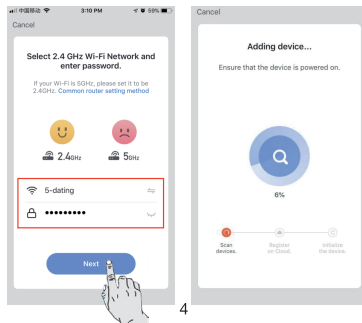 中国移动 3:10 PM 59%
Cancel
Select 2.4 GHz Wi-Fi Network and
enter password.
If your Wi-Fi is 5GHz, please set it to be
2.4GHz. Common router setting method
2.4GHz 5GHz
5-dating
•••••••••
Next
4
Cancel
Adding device...
Ensure that the device is powered on.
6%
Scan
devices.
Register
on Cloud.
Initialize
the device.